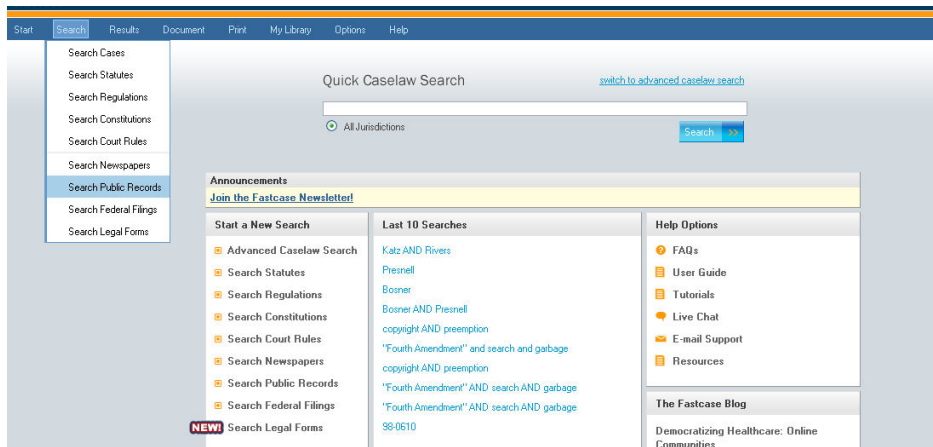 Start Search Results Document Print My Library Options Help
Search Cases
Search Statutes
Search Regulations
Search Constitutions
Search Court Rules
Search Newspapers
Search Public Records
Search Federal Filings
Search Legal Forms
Quick Caselaw Search
switch to advanced caselaw search
All Jurisdictions
Search >>
Announcements
Join the Fastcase Newsletter!
Start a New Search
Advanced Caselaw Search
Search Statutes
Search Regulations
Search Constitutions
Search Court Rules
Search Newspapers
Search Public Records
Search Federal Filings
NEW! Search Legal Forms
Last 10 Searches
Katz AND Rivers
Presnell
Bosner
Bosner AND Presnell
copyright AND preemption
"Fourth Amendment" and search and garbage
copyright AND preemption
"Fourth Amendment" AND search AND garbage
"Fourth Amendment" AND search AND garbage
98-0610
Help Options
FAQs
User Guide
Tutorials
Live Chat
E-mail Support
Resources
The Fastcase Blog
Democratizing Healthcare: Online
Communities